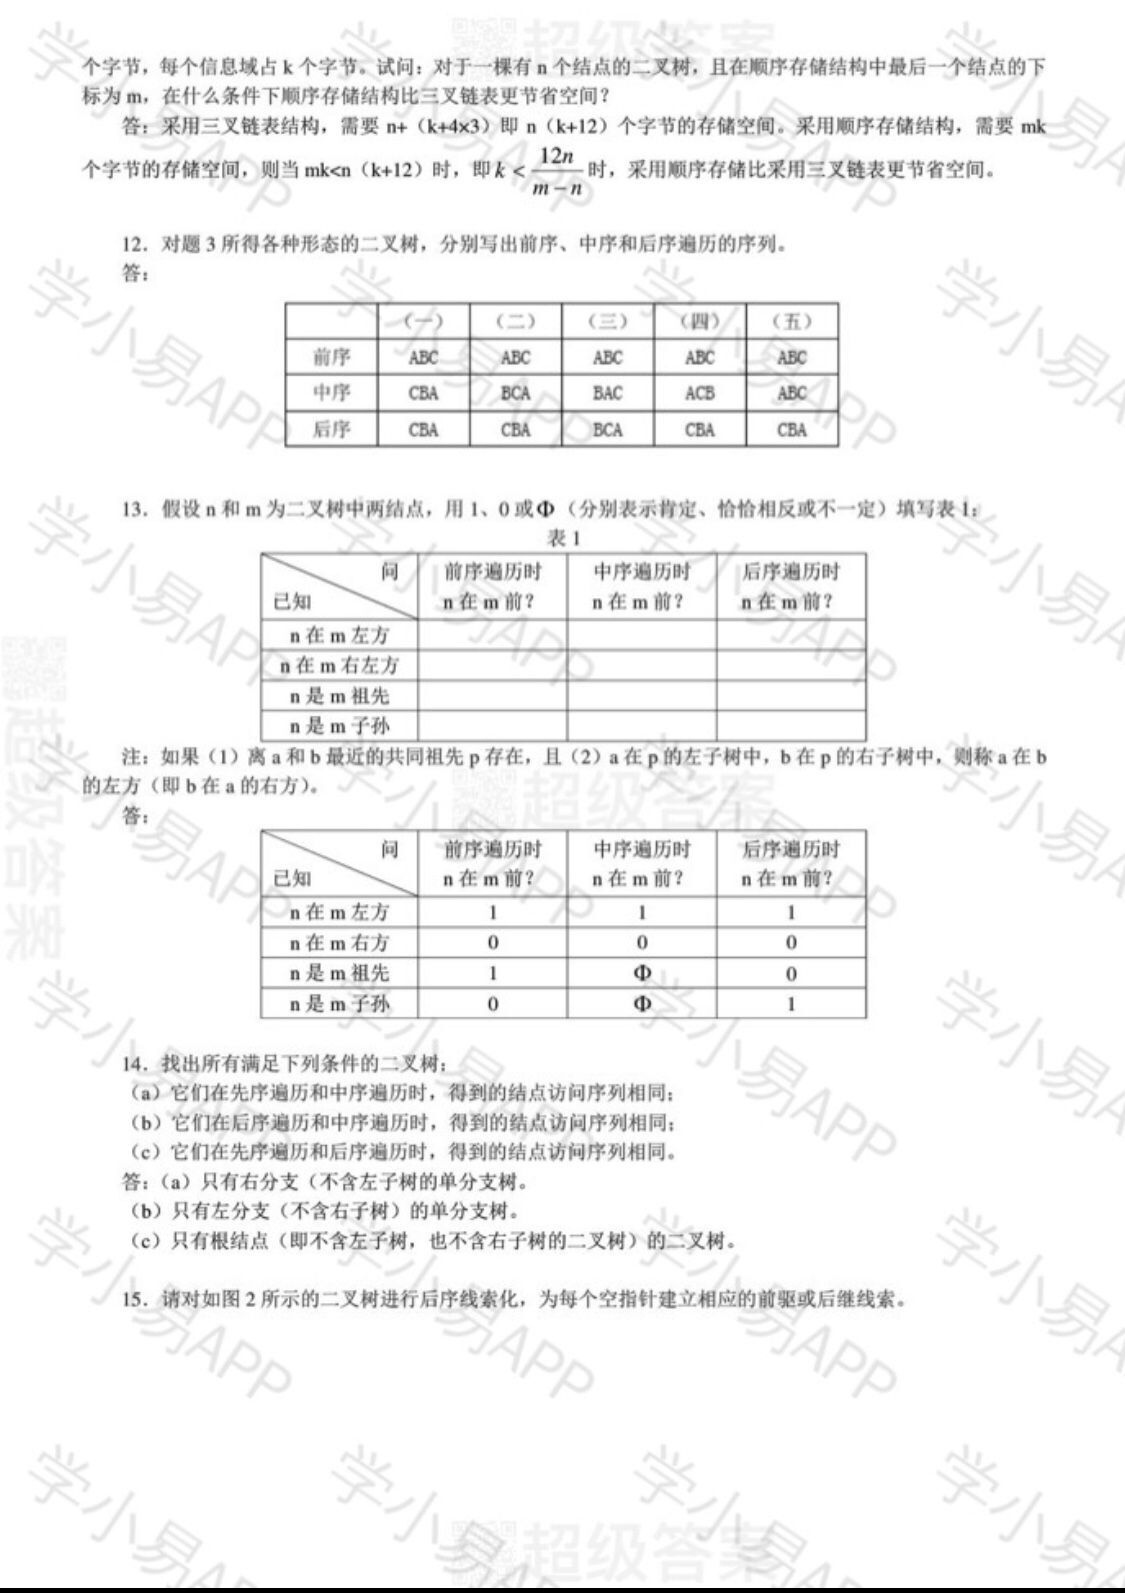 个字节，每个信息域占 k 个字节。试问：对于一棵有 n 个结点的二叉树，且在顺序存储结构中最后一个结点的下
标为 m，在什么条件下顺序存储结构比三叉链表更节省空间？
答：采用三叉链表结构，需要 n+（k+4×3）即 n（k+12）个字节的存储空间。采用顺序存储结构，需要 mk
个字节的存储空间，则当 mk<n（k+12）时，即 k < 12n/(m－n) 时，采用顺序存储比采用三叉链表更节省空间。
12．对题 3 所得各种形态的二叉树，分别写出前序、中序和后序遍历的序列。
答：
（一） （二） （三） （四） （五）
前序 ABC ABC ABC ABC ABC
中序 CBA BCA BAC ACB ABC
后序 CBA CBA BCA CBA CBA
13．假设 n 和 m 为二叉树中两结点，用 1、0 或Φ（分别表示肯定、恰恰相反或不一定）填写表 1：
表 1
问 前序遍历时 中序遍历时 后序遍历时
已知 n 在 m 前？ n 在 m 前？ n 在 m 前？
n 在 m 左方
n 在 m 右左方
n 是 m 祖先
n 是 m 子孙
注：如果（1）离 a 和 b 最近的共同祖先 p 存在，且（2）a 在 p 的左子树中，b 在 p 的右子树中，则称 a 在 b
的左方（即 b 在 a 的右方）。
答：
问 前序遍历时 中序遍历时 后序遍历时
已知 n 在 m 前？ n 在 m 前？ n 在 m 前？
n 在 m 左方 1 1 1
n 在 m 右方 0 0 0
n 是 m 祖先 1 Φ 0
n 是 m 子孙 0 Φ 1
14．找出所有满足下列条件的二叉树：
（a）它们在先序遍历和中序遍历时，得到的结点访问序列相同；
（b）它们在后序遍历和中序遍历时，得到的结点访问序列相同；
（c）它们在先序遍历和后序遍历时，得到的结点访问序列相同。
答：（a）只有右分支（不含左子树的单分支树。
（b）只有左分支（不含右子树）的单分支树。
（c）只有根结点（即不含左子树，也不含右子树的二叉树）的二叉树。
15．请对如图 2 所示的二叉树进行后序线索化，为每个空指针建立相应的前驱或后继线索。
学小易APP
超级答案